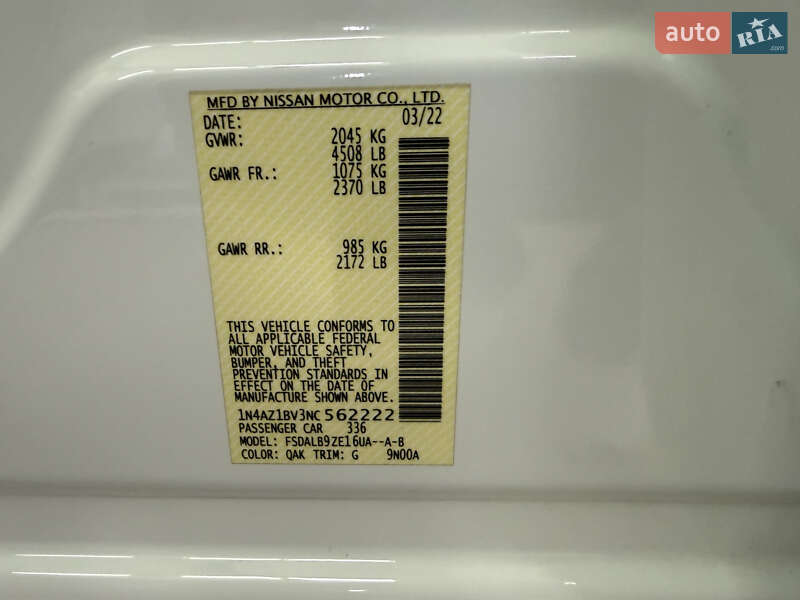 auto RIA.com
MFD BY NISSAN MOTOR CO., LTD.
DATE: 03/22
GVWR: 2045 KG
4508 LB
GAWR FR.: 1075 KG
2370 LB
GAWR RR.: 985 KG
2172 LB
THIS VEHICLE CONFORMS TO
ALL APPLICABLE FEDERAL
MOTOR VEHICLE SAFETY,
BUMPER, AND THEFT
PREVENTION STANDARDS IN
EFFECT ON THE DATE OF
MANUFACTURE SHOWN ABOVE.
1N4AZ1BV3NC562222
PASSENGER CAR 336
MODEL: FSDALB9ZE16UA--A-B
COLOR: QAK TRIM: G 9N00A